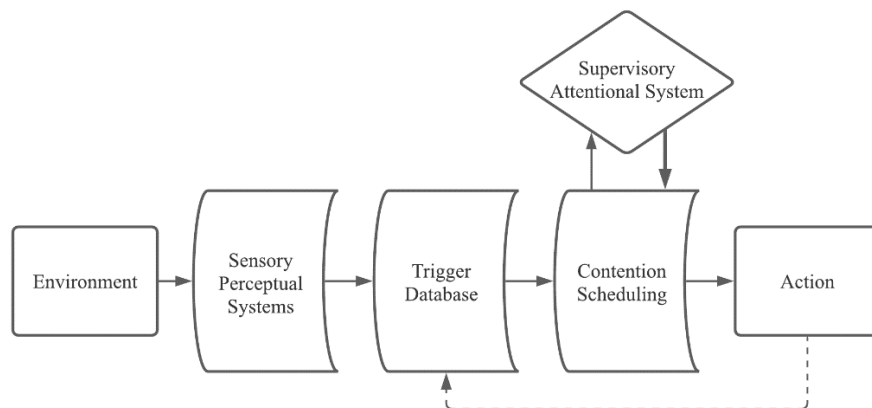 Supervisory
Attentional System
Environment
Sensory
Perceptual
Systems
Trigger
Database
Contention
Scheduling
Action